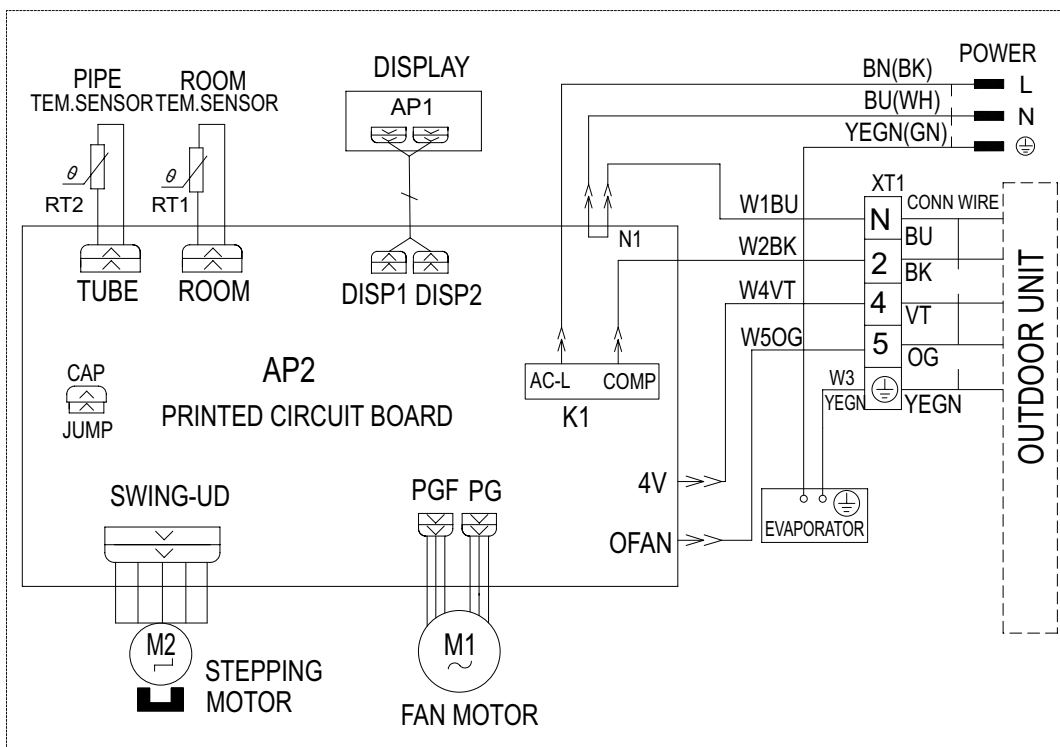 POWER
PIPE
TEM.SENSOR
ROOM
TEM.SENSOR
DISPLAY
AP1
BN(BK)
L
BU(WH)
N
YEGN(GN)
θ
RT2
θ
RT1
XT1
CONN WIRE
W1BU
N
BU
N1
W2BK
2
BK
TUBE
ROOM
DISP1
DISP2
W4VT
4
VT
W5OG
5
OG
CAP
JUMP
AP2
PRINTED CIRCUIT BOARD
AC-L
COMP
K1
W3
YEGN
YEGN
OUTDOOR UNIT
SWING-UD
PGF
PG
4V
OFAN
EVAPORATOR
M2
STEPPING
MOTOR
M1
FAN MOTOR